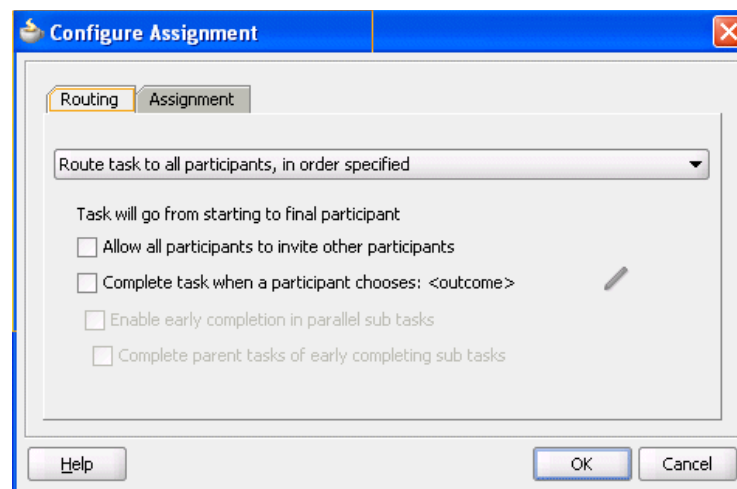 Configure Assignment
Routing Assignment
Route task to all participants, in order specified
Task will go from starting to final participant
Allow all participants to invite other participants
Complete task when a participant chooses: <outcome>
Enable early completion in parallel sub tasks
Complete parent tasks of early completing sub tasks
Help OK Cancel